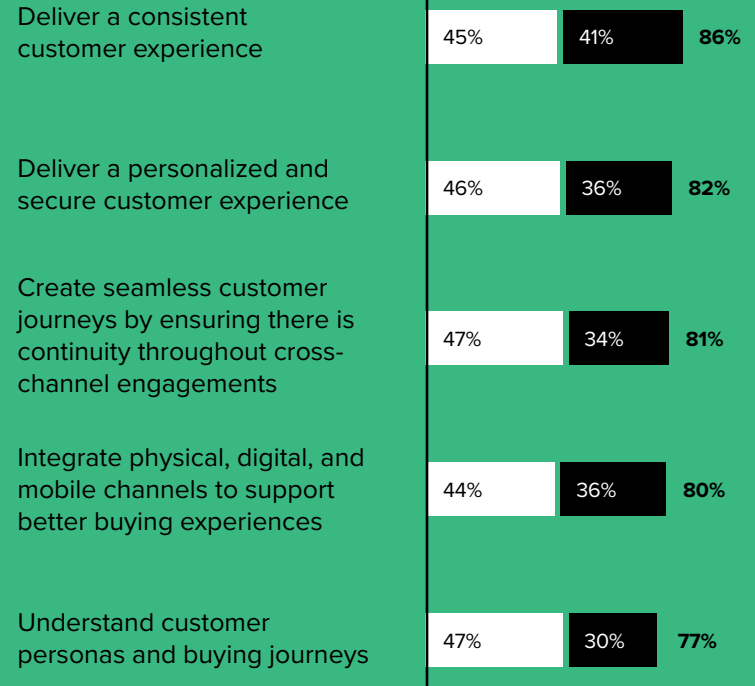 Deliver a consistent
customer experience
45% 41% 86%
Deliver a personalized and
secure customer experience
46% 36% 82%
Create seamless customer
journeys by ensuring there is
continuity throughout cross-
channel engagements
47% 34% 81%
Integrate physical, digital, and
mobile channels to support
better buying experiences
44% 36% 80%
Understand customer
personas and buying journeys
47% 30% 77%